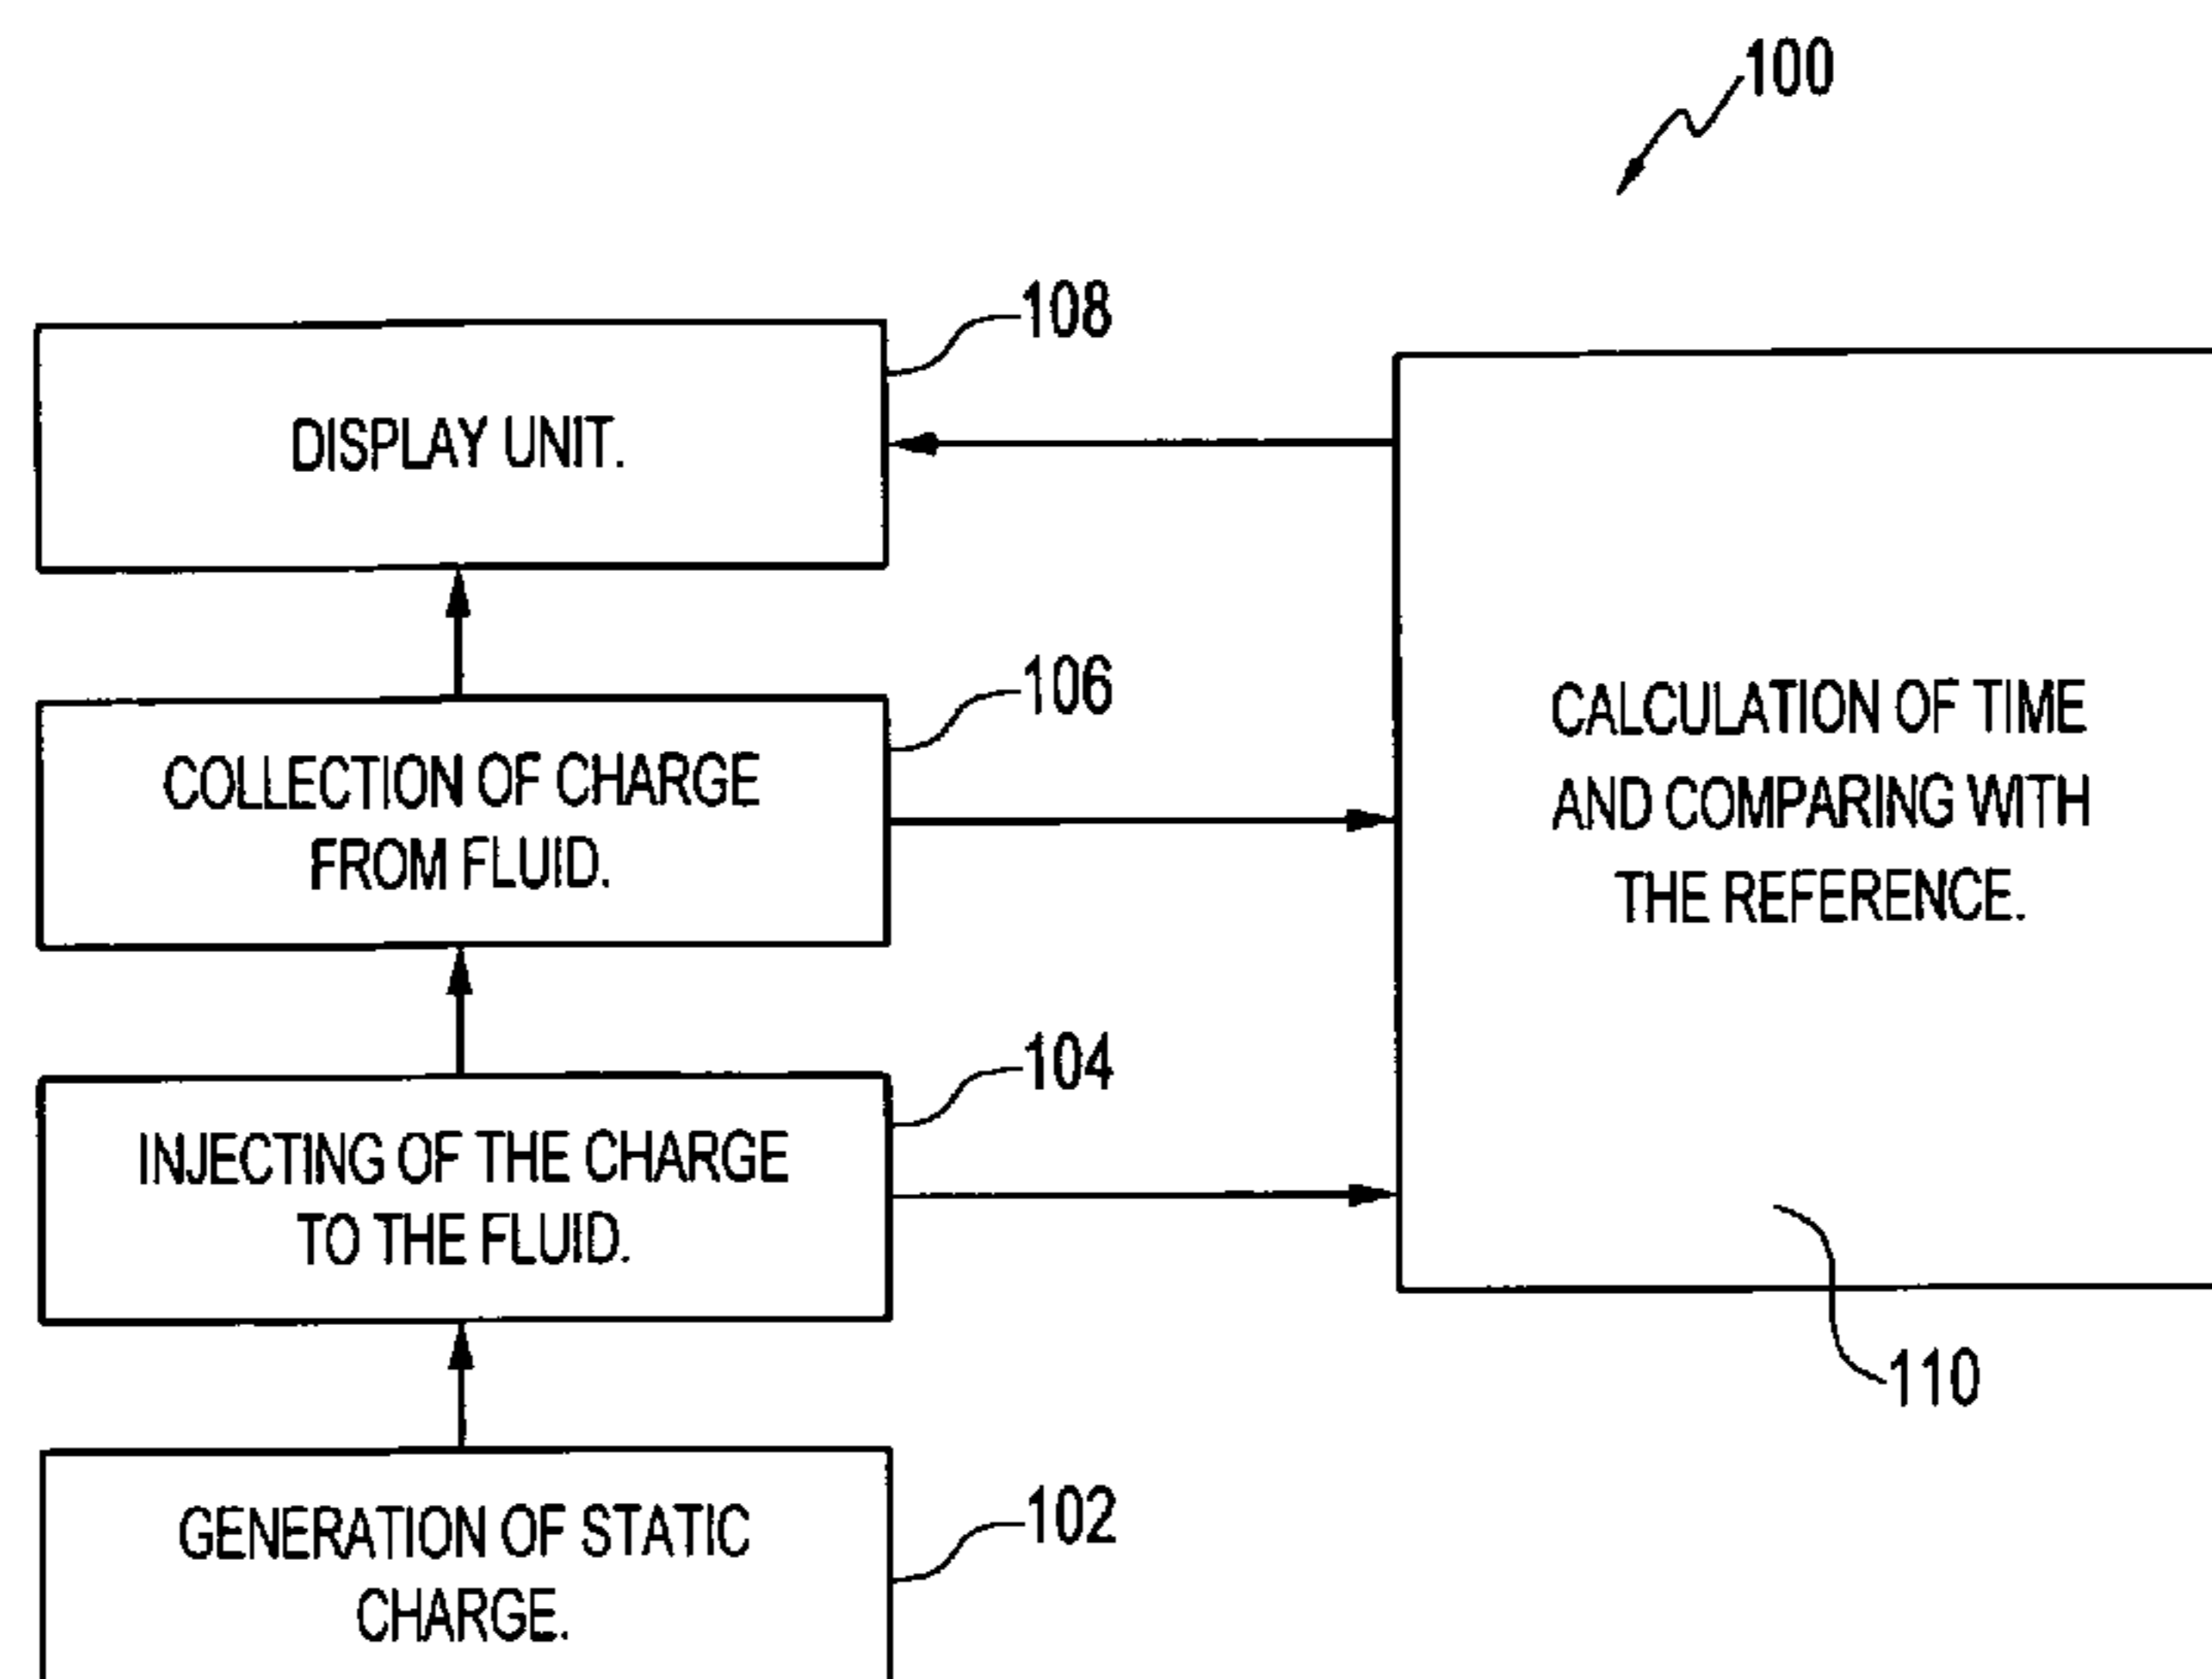 100
108
DISPLAY UNIT.
106
COLLECTION OF CHARGE
FROM FLUID.
CALCULATION OF TIME
AND COMPARING WITH
THE REFERENCE.
104
INJECTING OF THE CHARGE
TO THE FLUID.
110
102
GENERATION OF STATIC
CHARGE.